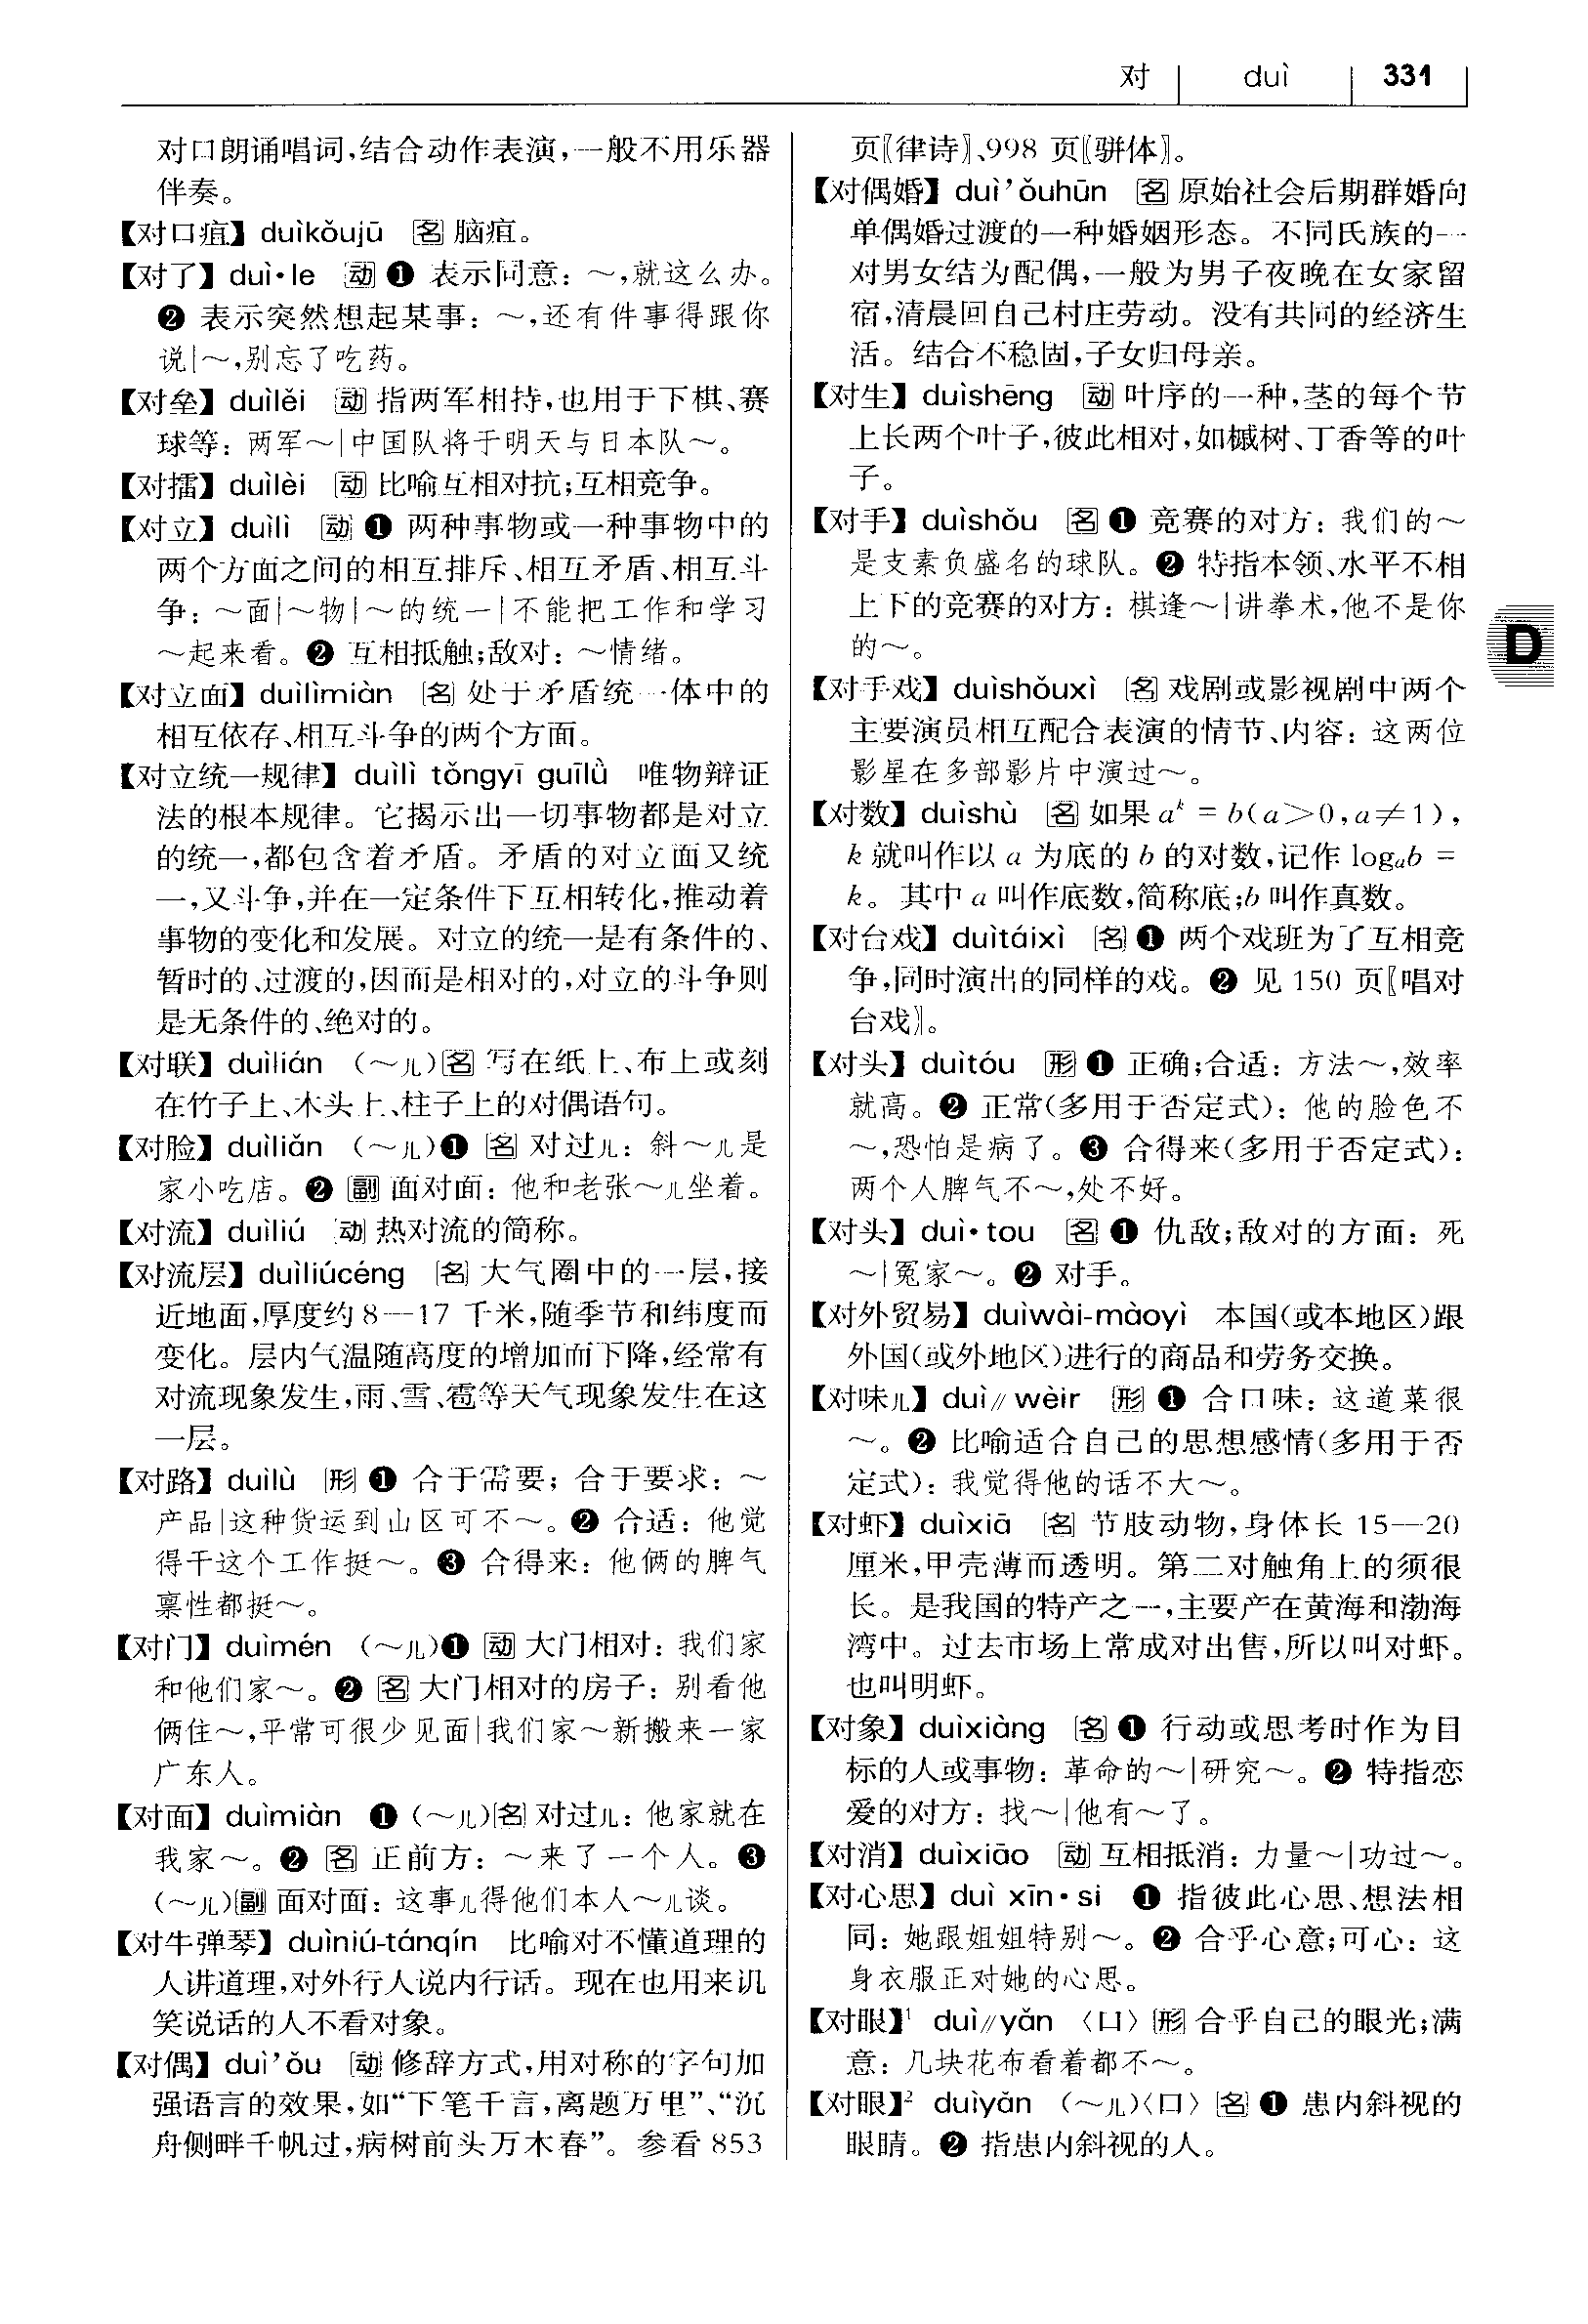 对 duì 331
对口朗诵唱词,结合动作表演,一般不用乐器
伴奏。
【对口疽】duìkǒujū 名 脑疽。
【对了】duì•le 动 ❶ 表示同意：～,就这么办。
❷ 表示突然想起某事：～,还有件事得跟你
说|～,别忘了吃药。
【对垒】duìlěi 动 指两军相持,也用于下棋、赛
球等：两军～|中国队将于明天与日本队～。
【对擂】duìlèi 动 比喻互相对抗;互相竞争。
【对立】duìlì 动 ❶ 两种事物或一种事物中的
两个方面之间的相互排斥、相互矛盾、相互斗
争：～面|～物|～的统一|不能把工作和学习
～起来看。❷ 互相抵触;敌对：～情绪。
【对立面】duìlìmiàn 名 处于矛盾统一体中的
相互依存、相互斗争的两个方面。
【对立统一规律】duìlì tǒngyī guīlǜ 唯物辩证
法的根本规律。它揭示出一切事物都是对立
的统一,都包含着矛盾。矛盾的对立面又统
一,又斗争,并在一定条件下互相转化,推动着
事物的变化和发展。对立的统一是有条件的、
暂时的、过渡的,因而是相对的,对立的斗争则
是无条件的、绝对的。
【对联】duìlián （～儿）名 写在纸上、布上或刻
在竹子上、木头上、柱子上的对偶语句。
【对脸】duìliǎn （～儿）❶ 名 对过儿：斜～儿是
家小吃店。❷ 副 面对面：他和老张～儿坐着。
【对流】duìliú 动 热对流的简称。
【对流层】duìliúcéng 名 大气圈中的一层,接
近地面,厚度约 8—17 千米,随季节和纬度而
变化。层内气温随高度的增加而下降,经常有
对流现象发生,雨、雪、雹等天气现象发生在这
一层。
【对路】duìlù 形 ❶ 合于需要；合于要求：～
产品|这种货运到山区可不～。❷ 合适：他觉
得干这个工作挺～。❸ 合得来：他俩的脾气
禀性都挺～。
【对门】duìmén （～儿）❶ 动 大门相对：我们家
和他们家～。❷ 名 大门相对的房子：别看他
俩住～,平常可很少见面|我们家～新搬来一家
广东人。
【对面】duìmiàn ❶（～儿）名 对过儿：他家就在
我家～。❷ 名 正前方：～来了一个人。❸
（～儿）副 面对面：这事儿得他们本人～儿谈。
【对牛弹琴】duìniú-tánqín 比喻对不懂道理的
人讲道理,对外行人说内行话。现在也用来讥
笑说话的人不看对象。
【对偶】duì’ǒu 动 修辞方式,用对称的字句加
强语言的效果,如“下笔千言,离题万里”、“沉
舟侧畔千帆过,病树前头万木春”。参看 853
页〖律诗〗、998 页〖骈体〗。
【对偶婚】duì’ǒuhūn 名 原始社会后期群婚向
单偶婚过渡的一种婚姻形态。不同氏族的一
对男女结为配偶,一般为男子夜晚在女家留
宿,清晨回自己村庄劳动。没有共同的经济生
活。结合不稳固,子女归母亲。
【对生】duìshēng 动 叶序的一种,茎的每个节
上长两个叶子,彼此相对,如槭树、丁香等的叶
子。
【对手】duìshǒu 名 ❶ 竞赛的对方：我们的～
是支素负盛名的球队。❷ 特指本领、水平不相
上下的竞赛的对方：棋逢～|讲拳术,他不是你
的～。
【对手戏】duìshǒuxì 名 戏剧或影视剧中两个
主要演员相互配合表演的情节、内容：这两位
影星在多部影片中演过～。
【对数】duìshù 名 如果 aᵏ = b(a＞0,a≠1),
k 就叫作以 a 为底的 b 的对数,记作 logₐb =
k。其中 a 叫作底数,简称底;b 叫作真数。
【对台戏】duìtáixì 名 ❶ 两个戏班为了互相竞
争,同时演出的同样的戏。❷ 见 150 页〖唱对
台戏〗。
【对头】duìtóu 形 ❶ 正确;合适：方法～,效率
就高。❷ 正常(多用于否定式)：他的脸色不
～,恐怕是病了。❸ 合得来(多用于否定式)：
两个人脾气不～,处不好。
【对头】duì•tou 名 ❶ 仇敌;敌对的方面：死
～|冤家～。❷ 对手。
【对外贸易】duìwài-màoyì 本国(或本地区)跟
外国(或外地区)进行的商品和劳务交换。
【对味儿】duì∥wèir 形 ❶ 合口味：这道菜很
～。❷ 比喻适合自己的思想感情(多用于否
定式)：我觉得他的话不大～。
【对虾】duìxiā 名 节肢动物,身体长 15—20
厘米,甲壳薄而透明。第二对触角上的须很
长。是我国的特产之一,主要产在黄海和渤海
湾中。过去市场上常成对出售,所以叫对虾。
也叫明虾。
【对象】duìxiàng 名 ❶ 行动或思考时作为目
标的人或事物：革命的～|研究～。❷ 特指恋
爱的对方：找～|他有～了。
【对消】duìxiāo 动 互相抵消：力量～|功过～。
【对心思】duì xīn•si ❶ 指彼此心思、想法相
同：她跟姐姐特别～。❷ 合乎心意;可心：这
身衣服正对她的心思。
【对眼】¹ duì∥yǎn 〈口〉形 合乎自己的眼光;满
意：几块花布看着都不～。
【对眼】² duìyǎn （～儿）〈口〉名 ❶ 患内斜视的
眼睛。❷ 指患内斜视的人。
D